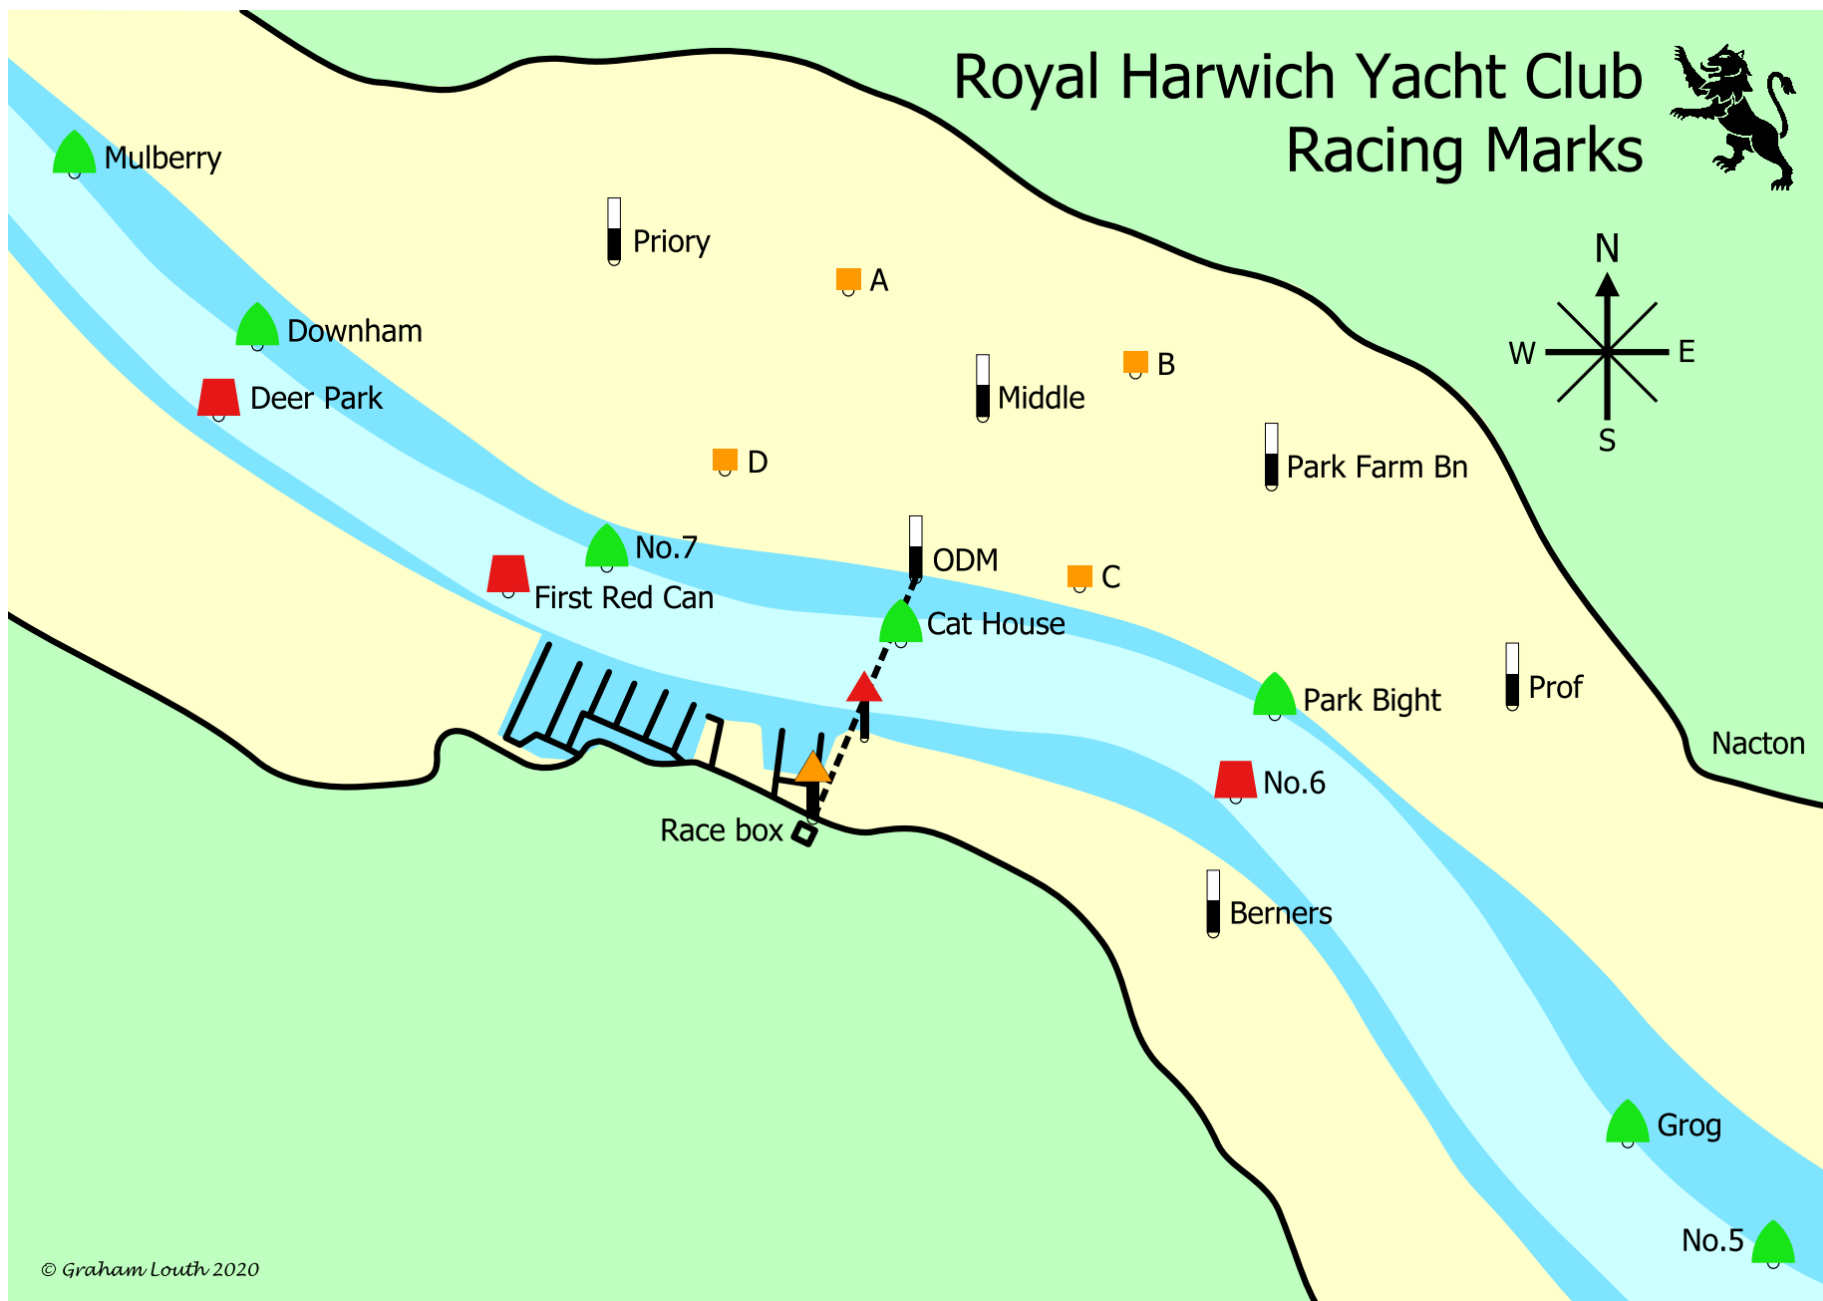 Royal Harwich Yacht Club
Racing Marks
Mulberry
Priory
A
N
W
E
S
Downham
B
Deer Park
Middle
D
Park Farm Bn
No.7
ODM
C
First Red Can
Cat House
Park Bight
Prof
Nacton
No.6
Race box
Berners
Grog
No.5
© Graham Louth 2020